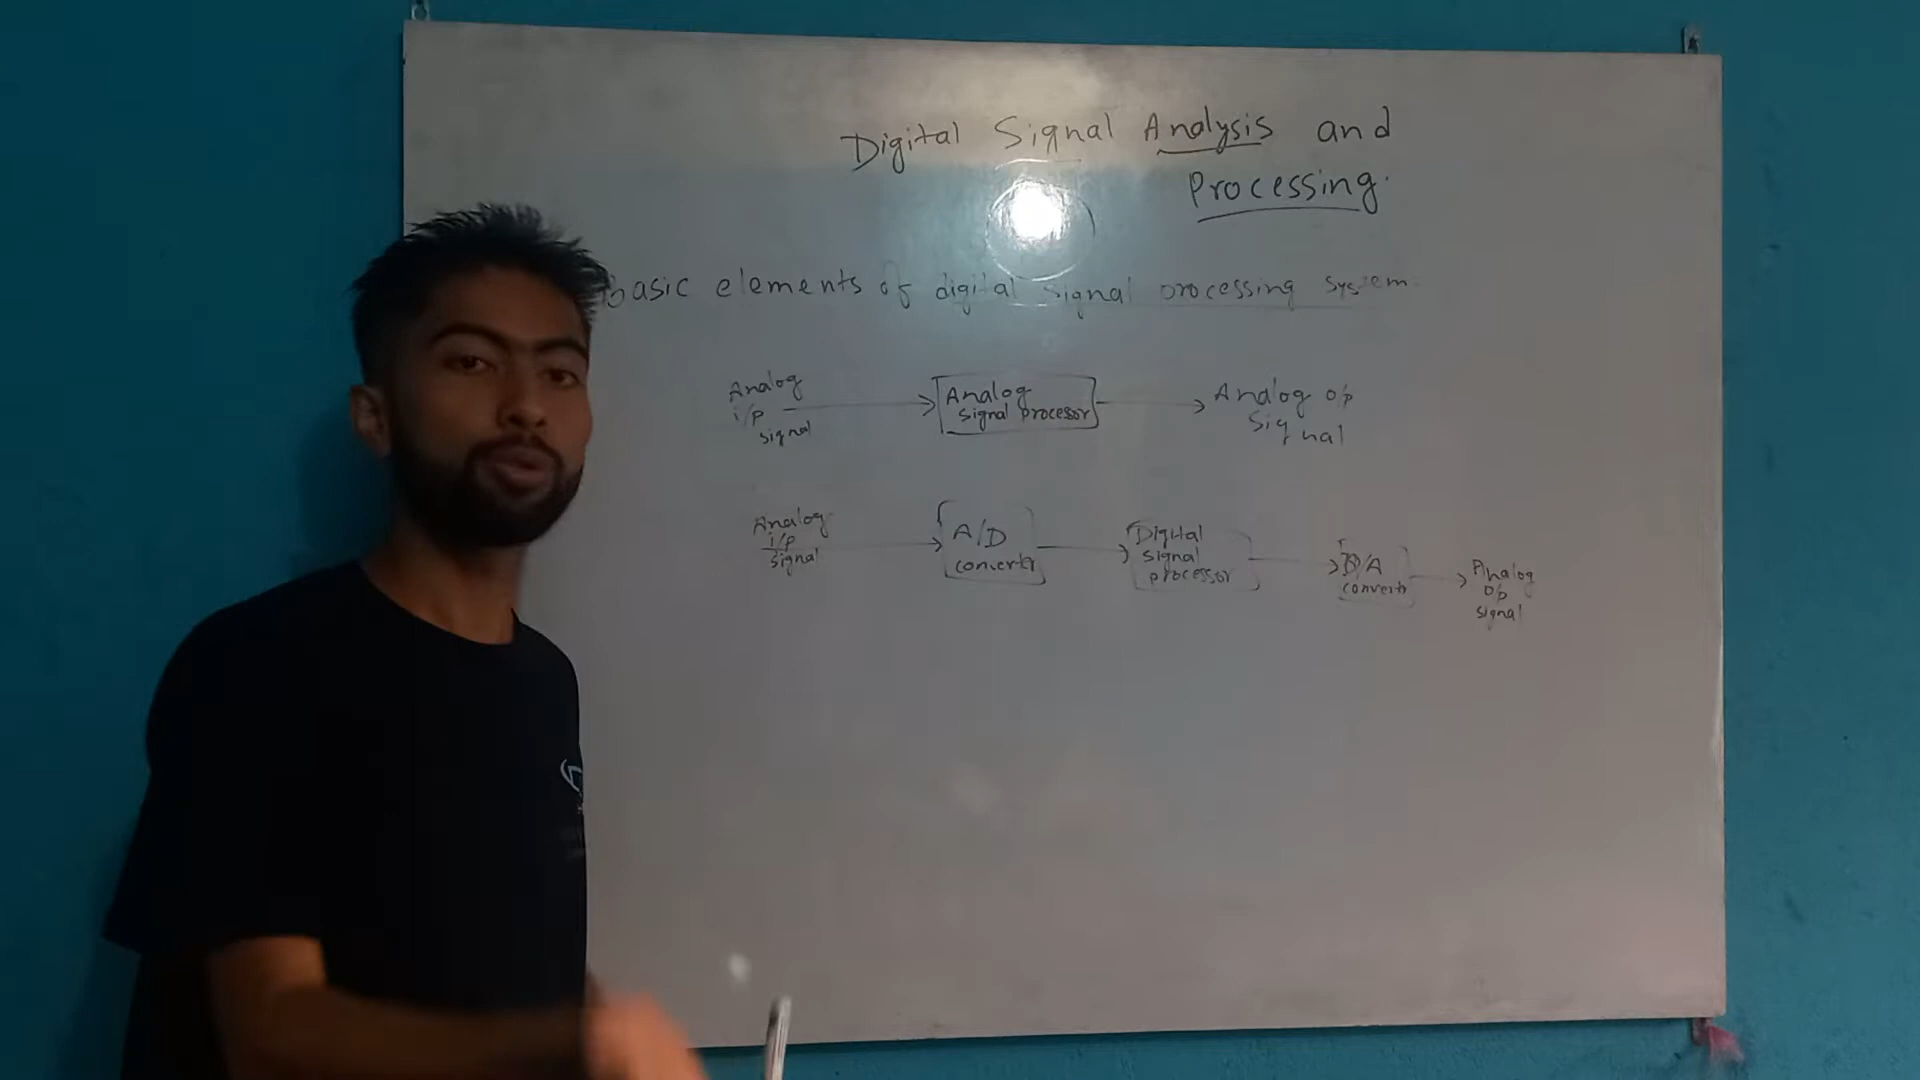 Digital Signal Analysis and
Processing.
basic elements of digital signal processing system.
Analog
i/p
signal
Analog
signal procesor
Analog o/p
Signal
Analog
i/p
signal
A/D
converter
Digital
signal
processor
D/A
converter
Analog
o/p
signal